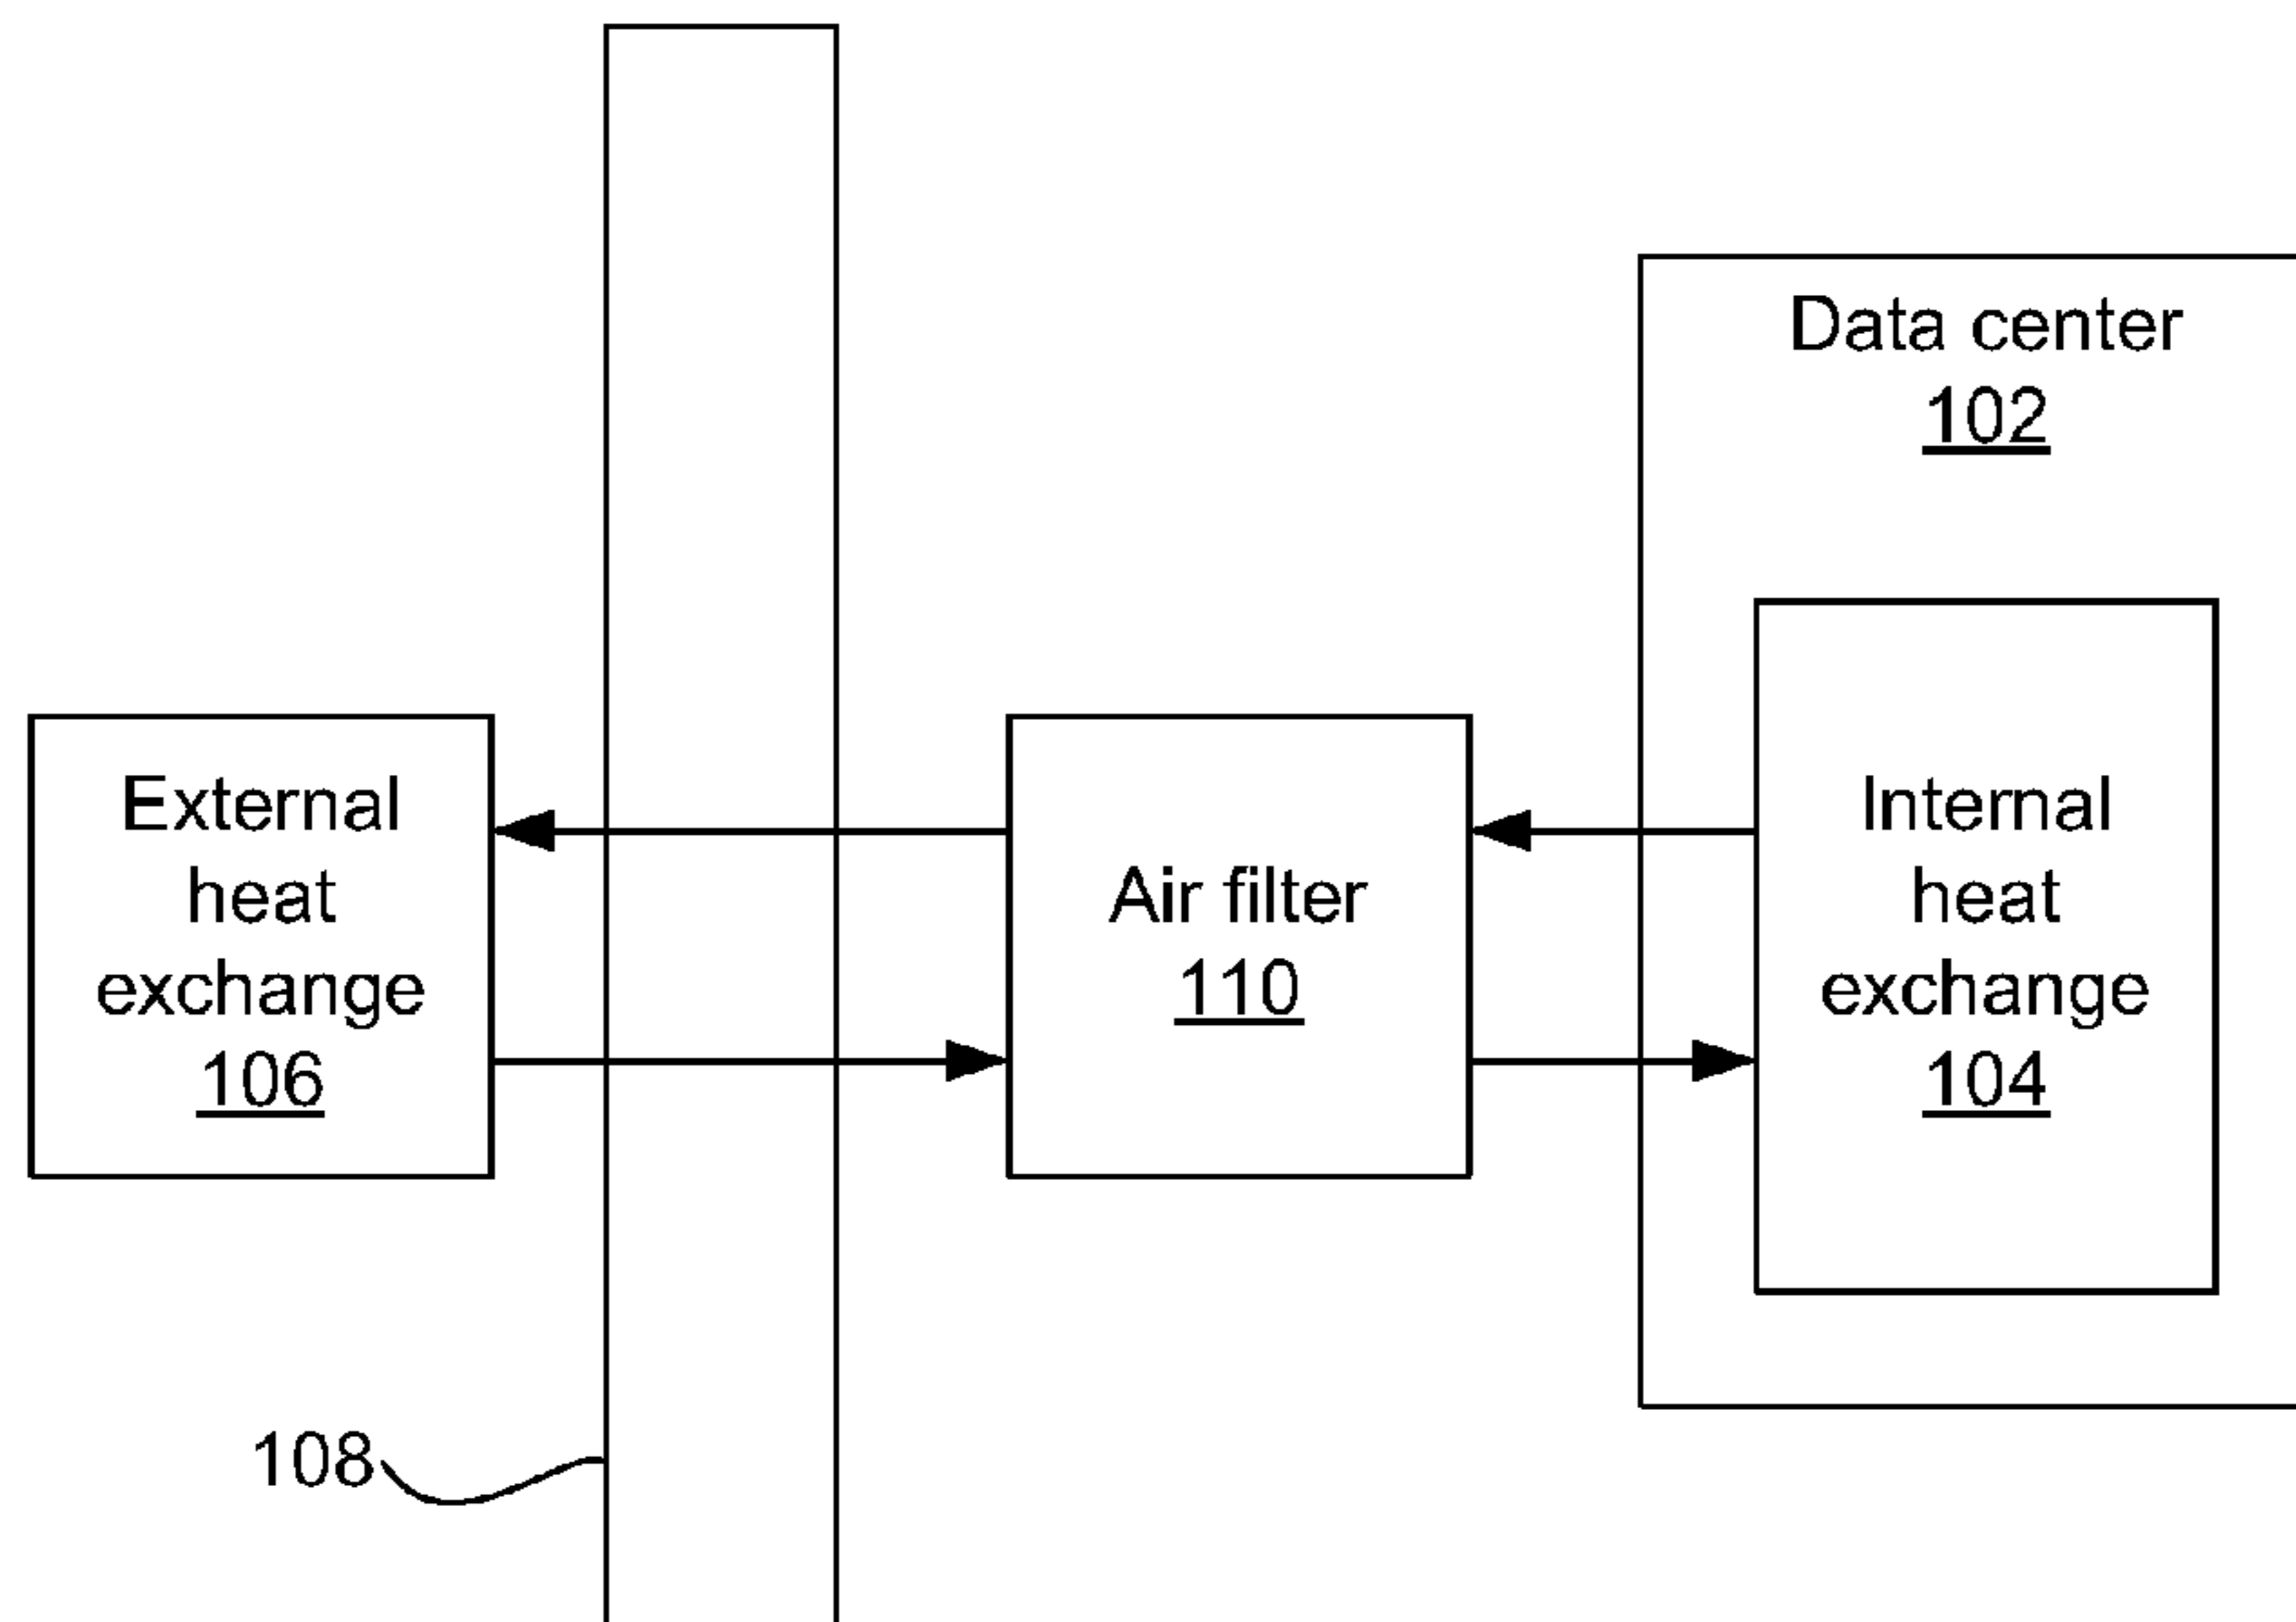 Data center
102
External
heat
exchange
106
Air filter
110
Internal
heat
exchange
104
108